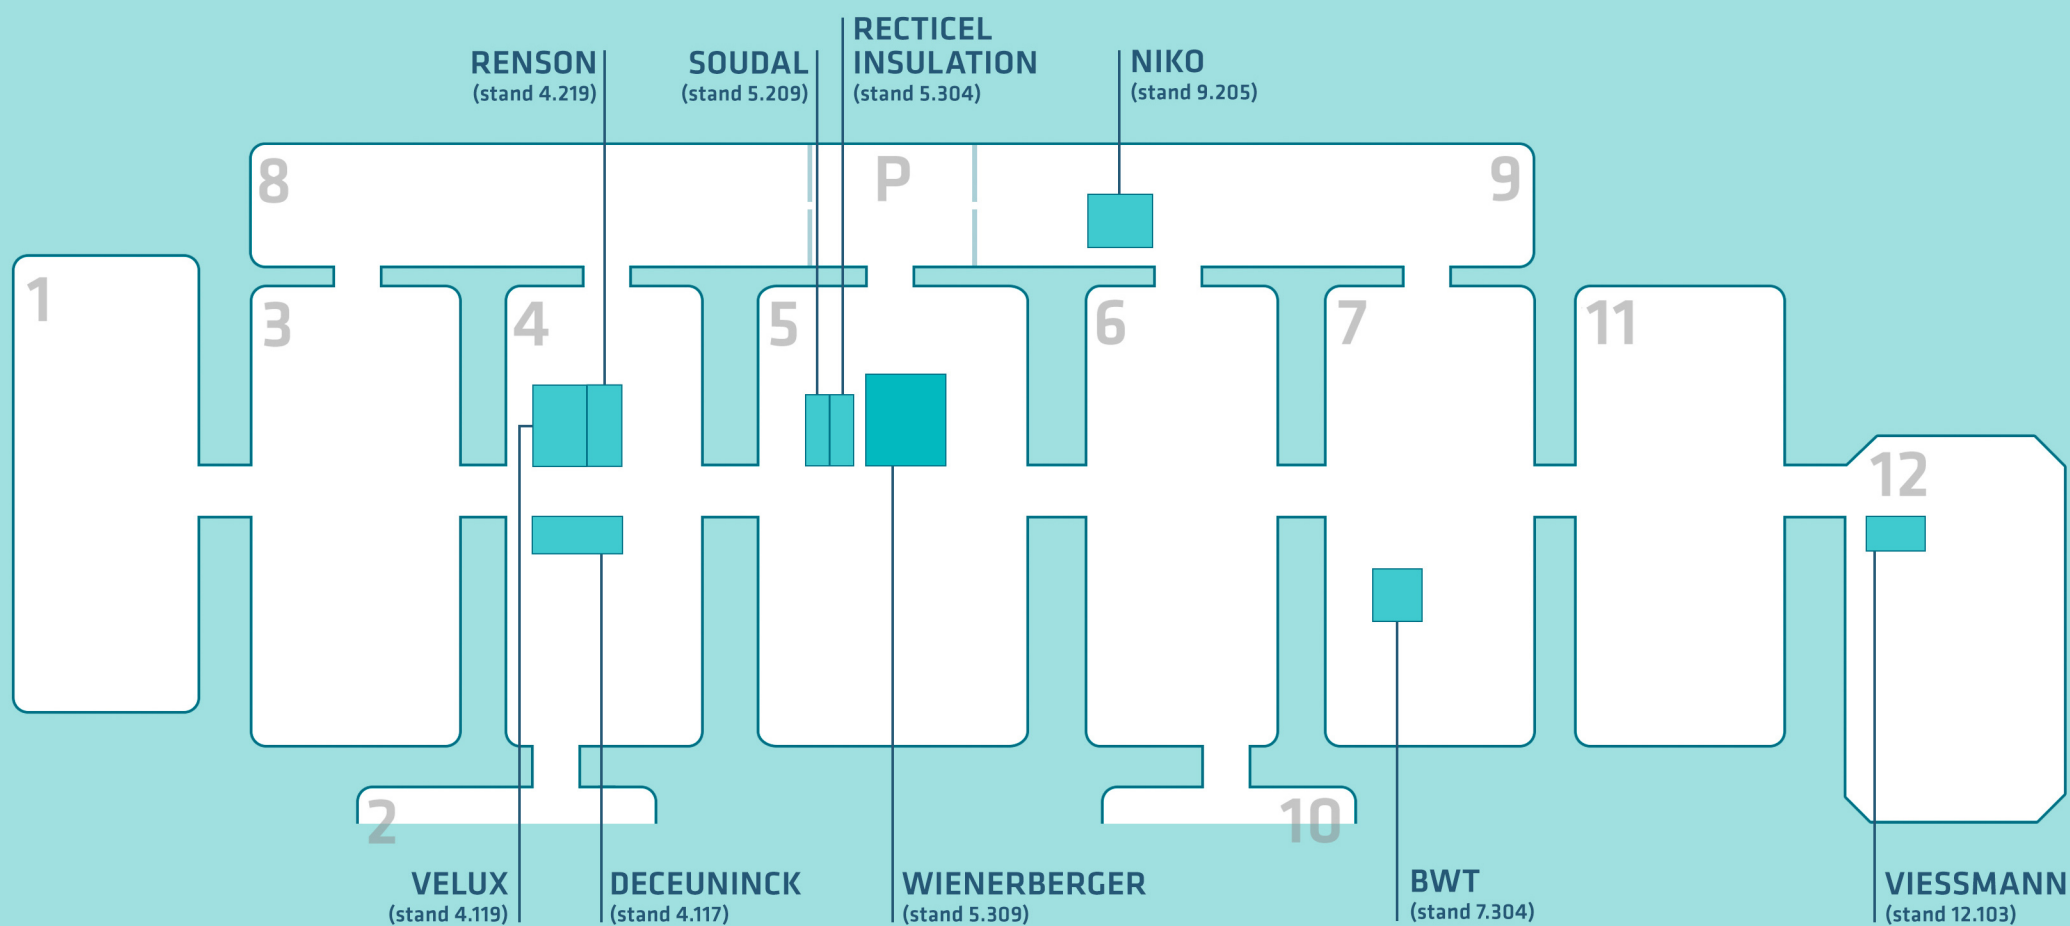 RECTICEL
RENSON SOUDAL INSULATION NIKO
(stand 4.219) (stand 5.209) (stand 5.304) (stand 9.205)
8 P 9
1 3 4 5 6 7 11
12
2 10
VELUX DECEUNINCK WIENERBERGER BWT VIESSMANN
(stand 4.119) (stand 4.117) (stand 5.309) (stand 7.304) (stand 12.103)